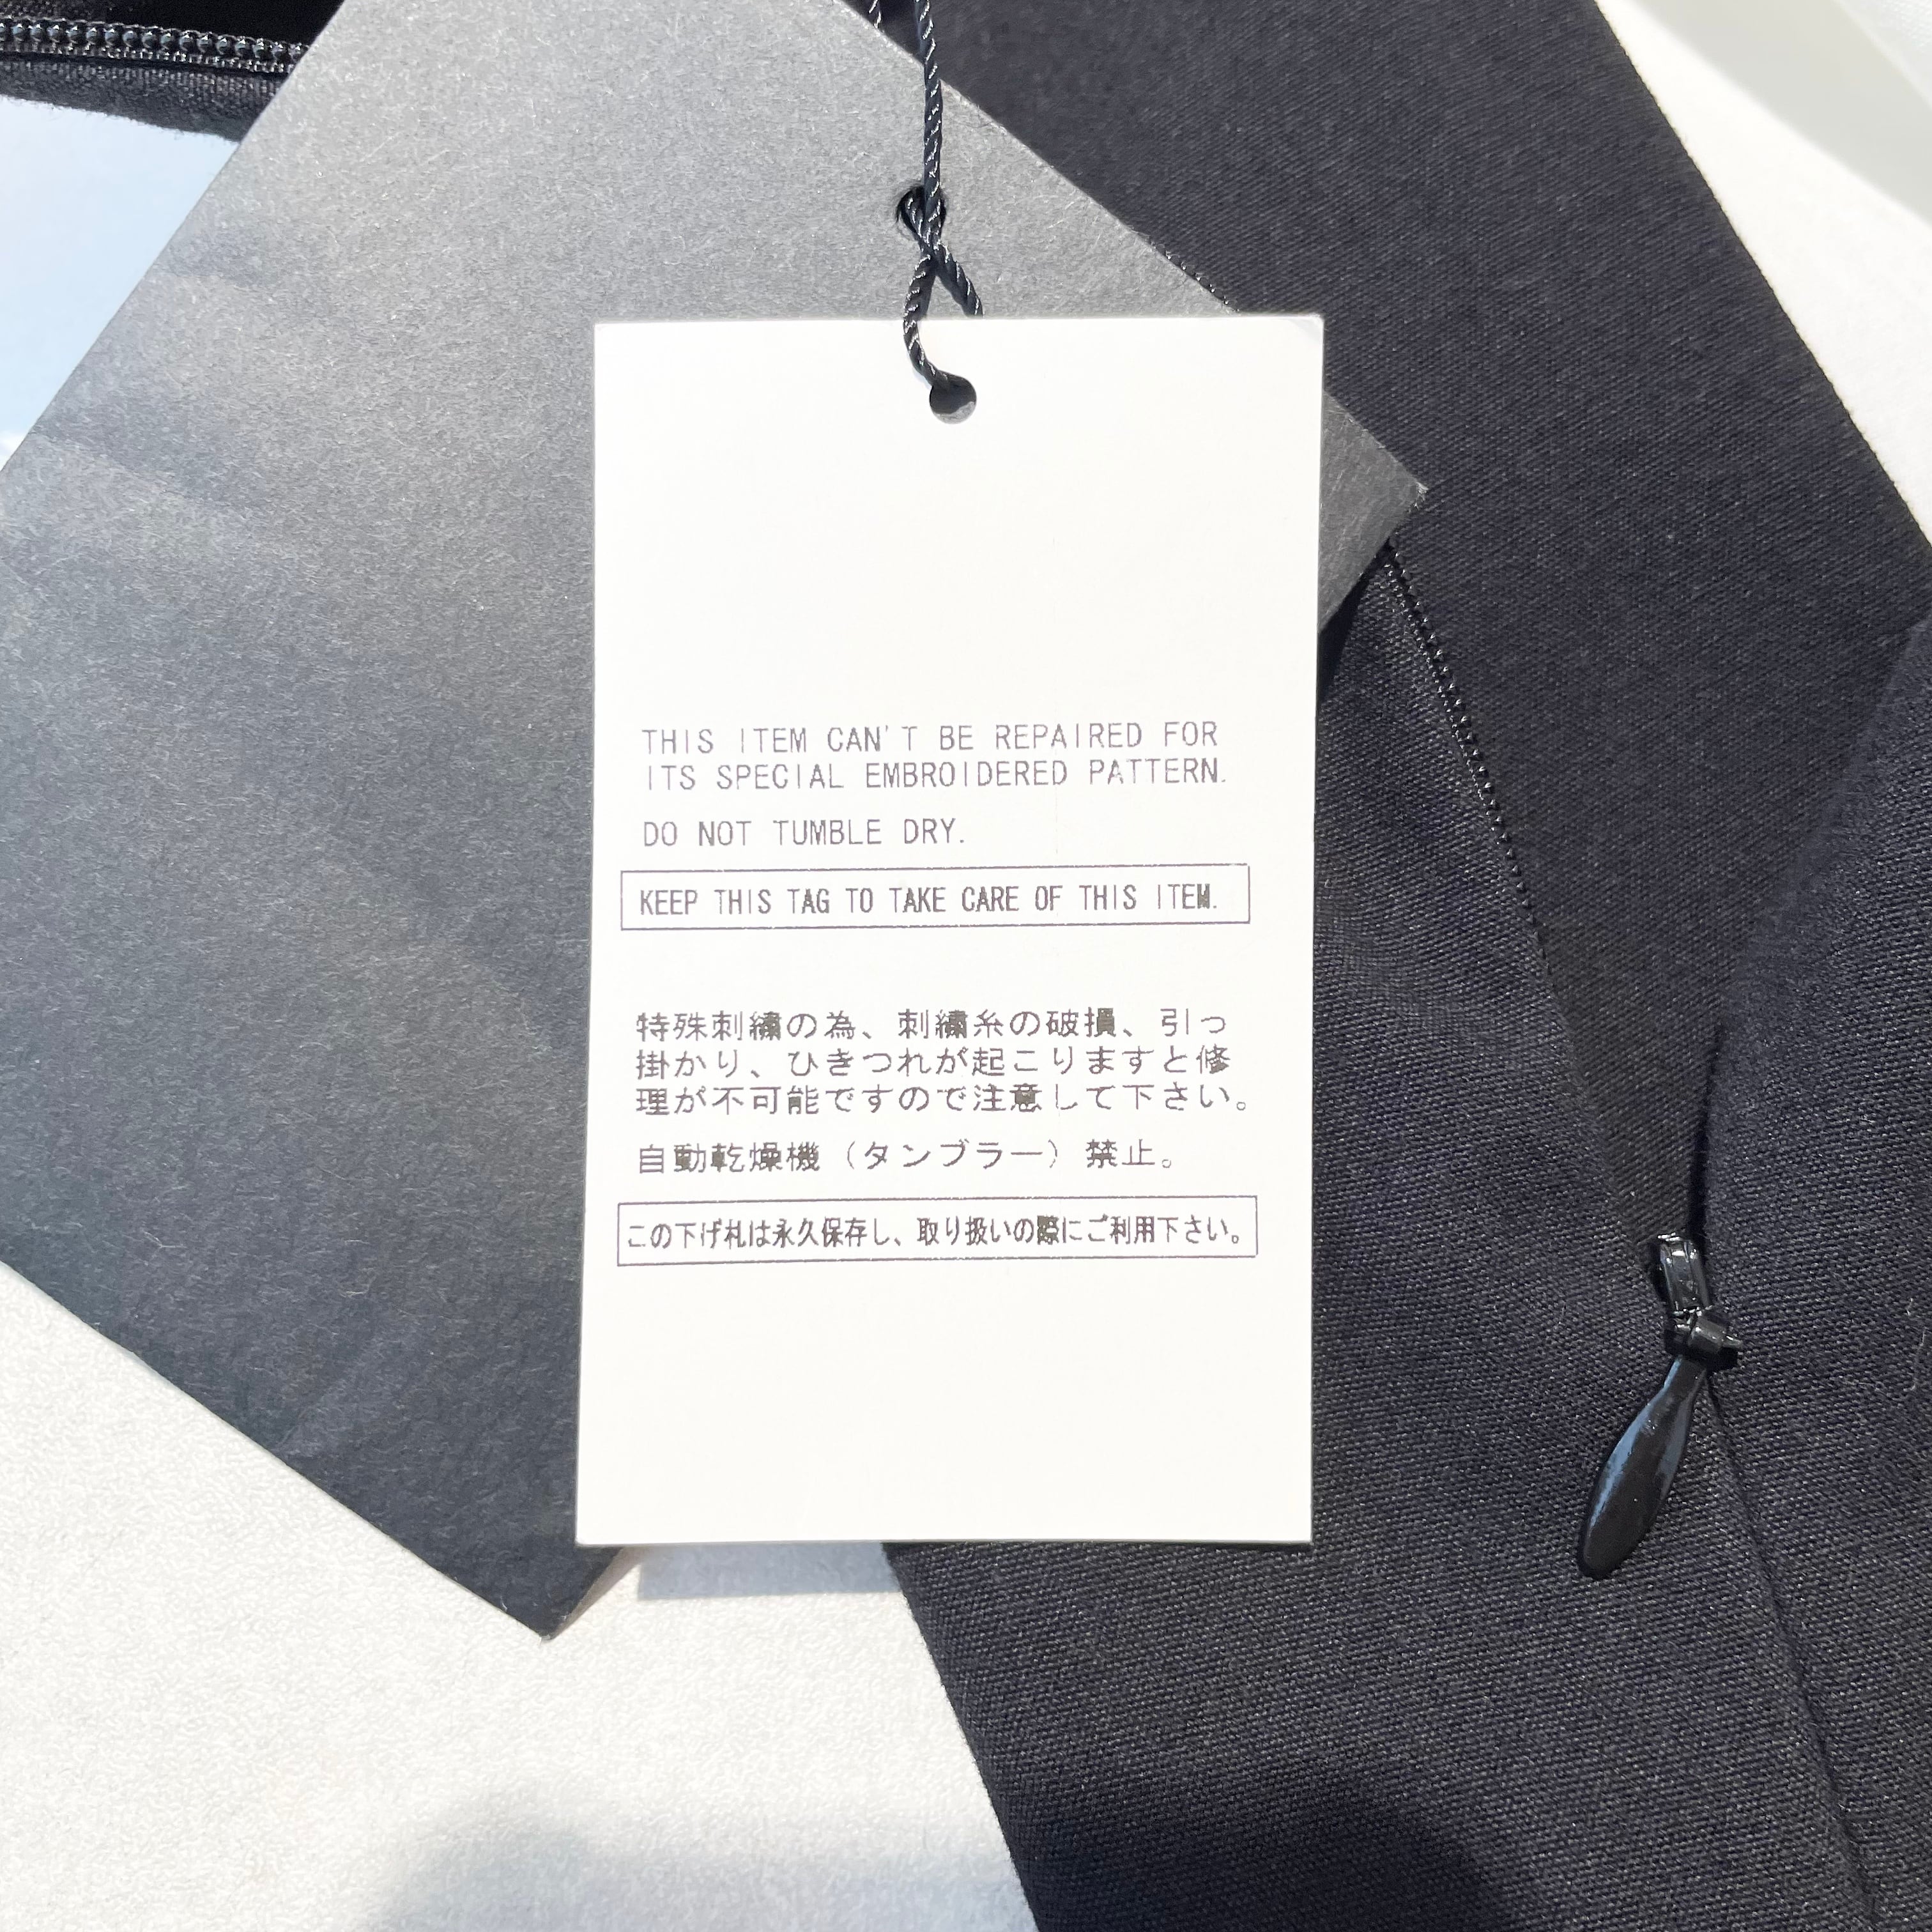 THIS ITEM CAN'T BE REPAIRED FOR
ITS SPECIAL EMBROIDERED PATTERN.
DO NOT TUMBLE DRY.
KEEP THIS TAG TO TAKE CARE OF THIS ITEM.
特殊刺繍の為、刺繍糸の破損、引っ
掛かり、ひきつれが起こりますと修
理が不可能ですので注意して下さい。
自動乾燥機（タンブラー）禁止。
この下げ札は永久保存し、取り扱いの際にご利用下さい。